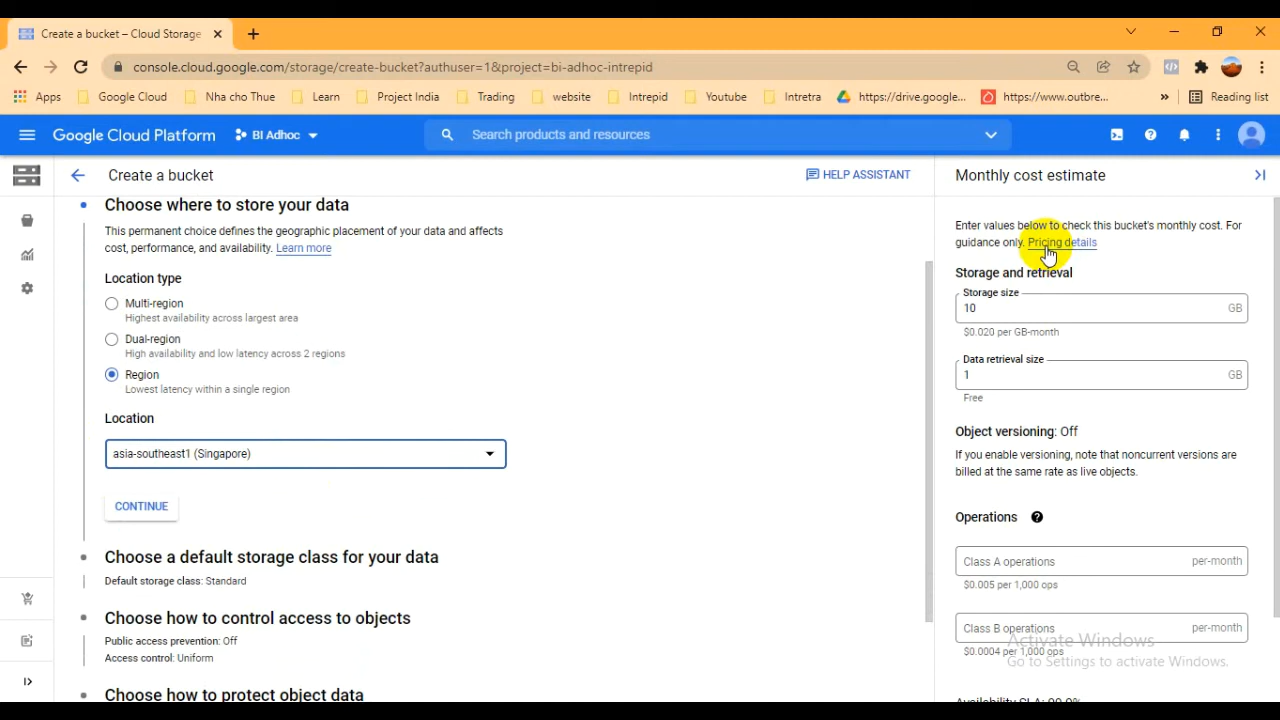 Create a bucket – Cloud Storage
console.cloud.google.com/storage/create-bucket?authuser=1&project=bi-adhoc-intrepid
Apps
Google Cloud
Nha cho Thue
Learn
Project India
Trading
website
Intrepid
Youtube
Intretra
https://drive.google...
https://www.outbre...
»
Reading list
Google Cloud Platform
BI Adhoc
Search products and resources
Create a bucket
HELP ASSISTANT
Choose where to store your data
This permanent choice defines the geographic placement of your data and affects
cost, performance, and availability. Learn more
Location type
Multi-region
Highest availability across largest area
Dual-region
High availability and low latency across 2 regions
Region
Lowest latency within a single region
Location
asia-southeast1 (Singapore)
CONTINUE
Choose a default storage class for your data
Default storage class: Standard
Choose how to control access to objects
Public access prevention: Off
Access control: Uniform
Choose how to protect object data
Monthly cost estimate
Enter values below to check this bucket's monthly cost. For
guidance only. Pricing details
Storage and retrieval
Storage size
10 GB
$0.020 per GB-month
Data retrieval size
1 GB
Free
Object versioning: Off
If you enable versioning, note that noncurrent versions are
billed at the same rate as live objects.
Operations
Class A operations per-month
$0.005 per 1,000 ops
Class B operations per-month
$0.0004 per 1,000 ops
Activate Windows
Go to Settings to activate Windows.
Availability SLA: 99.9%